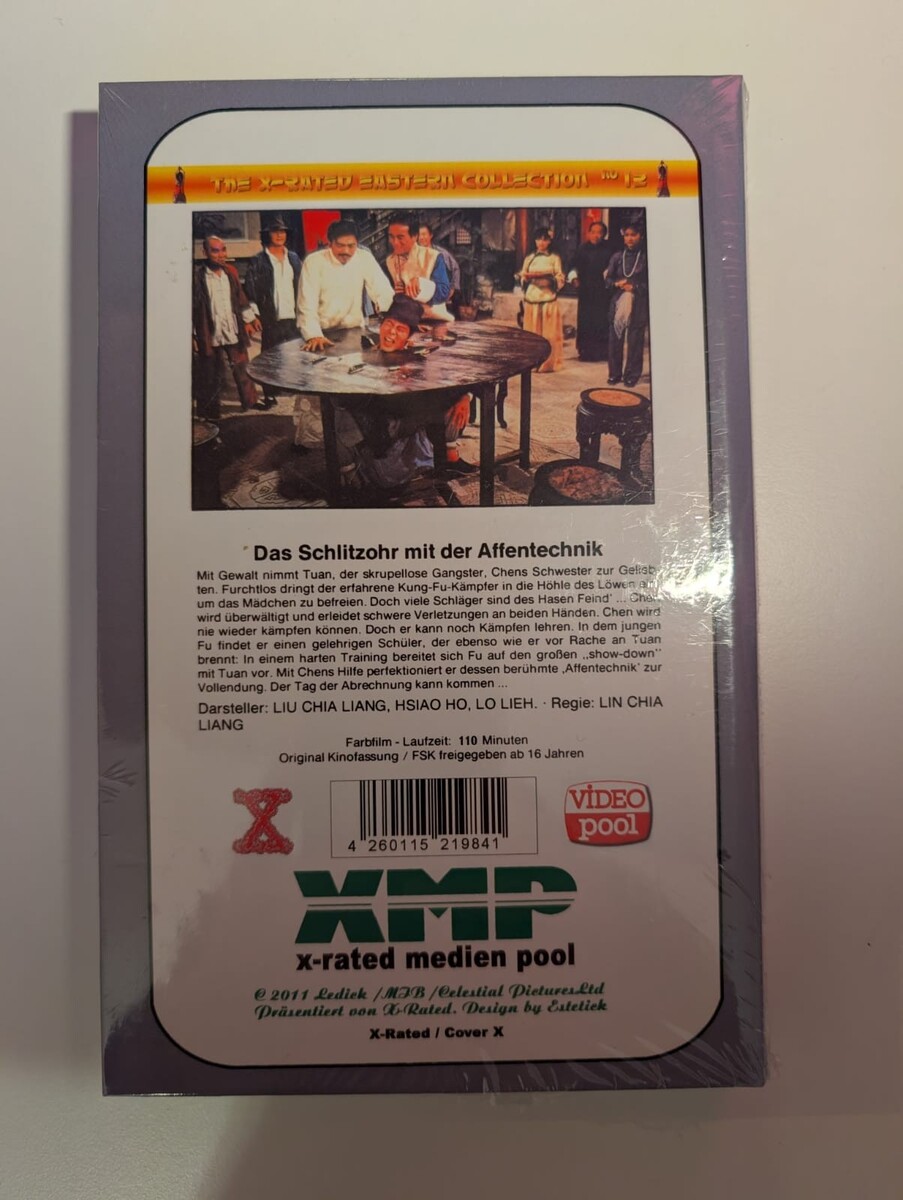 THE X-RATED EASTERN COLLECTION NO 12
Das Schlitzohr mit der Affentechnik
Mit Gewalt nimmt Tuan, der skrupellose Gangster, Chens Schwester zur Gelieb-
ten. Furchtlos dringt der erfahrene Kung-Fu-Kämpfer in die Höhle des Löwen ein,
um das Mädchen zu befreien. Doch viele Schläger sind des Hasen Feind' ... Chen
wird überwältigt und erleidet schwere Verletzungen an beiden Händen. Chen wird
nie wieder kämpfen können. Doch er kann noch Kämpfen lehren. In dem jungen
Fu findet er einen gelehrigen Schüler, der ebenso wie er vor Rache an Tuan
brennt: In einem harten Training bereitet sich Fu auf den großen „show-down"
mit Tuan vor. Mit Chens Hilfe perfektioniert er dessen berühmte ‚Affentechnik' zur
Vollendung. Der Tag der Abrechnung kann kommen ...
Darsteller: LIU CHIA LIANG, HSIAO HO, LO LIEH. · Regie: LIN CHIA
LIANG
Farbfilm - Laufzeit: 110 Minuten
Original Kinofassung / FSK freigegeben ab 16 Jahren
X
4 260115 219841
VIDEO
pool
XMP
x-rated medien pool
© 2011 Ledick /MIB /Celestial Pictures Ltd
Präsentiert von X-Rated. Design by Estetick
X-Rated / Cover X